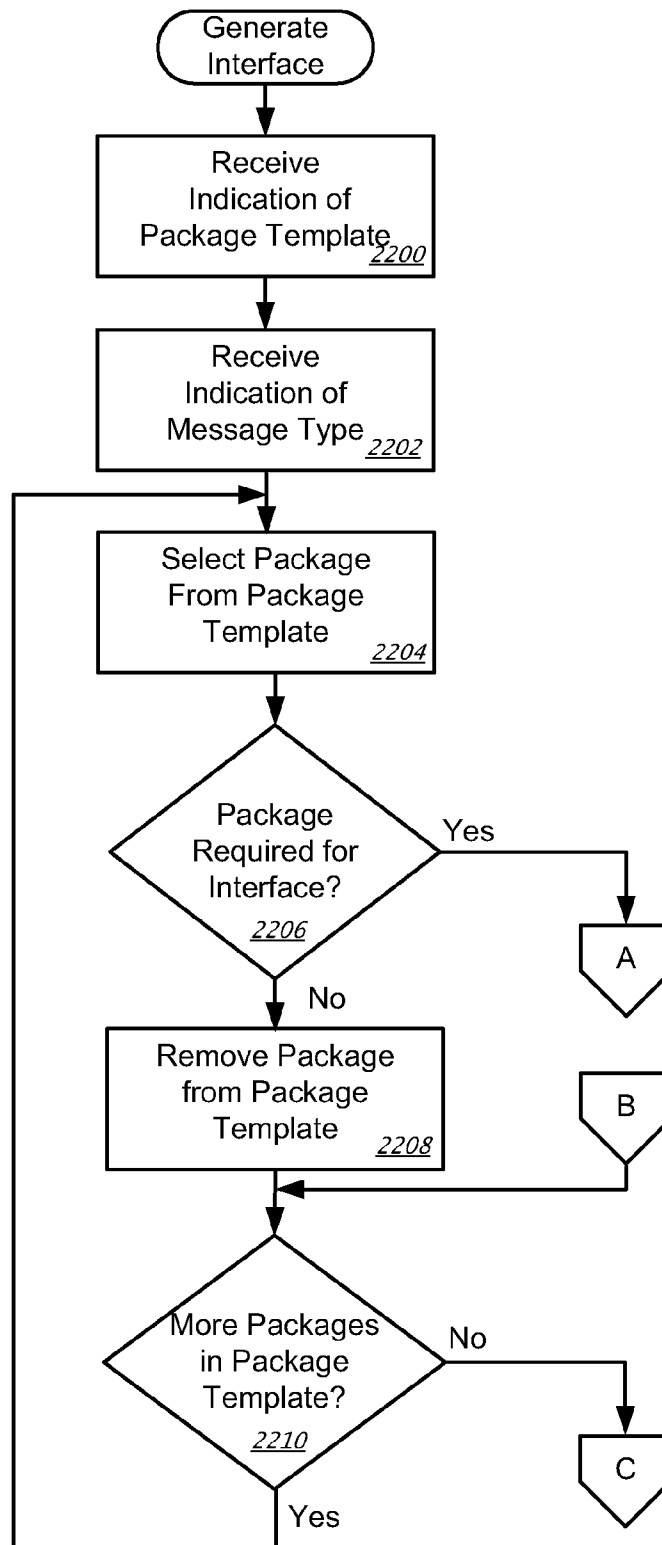 Generate
Interface
Receive
Indication of
Package Template
2200
Receive
Indication of
Message Type
2202
Select Package
From Package
Template
2204
Package
Required for
Interface?
2206
Yes
A
No
Remove Package
from Package
Template
2208
B
More Packages
in Package
Template?
2210
No
C
Yes